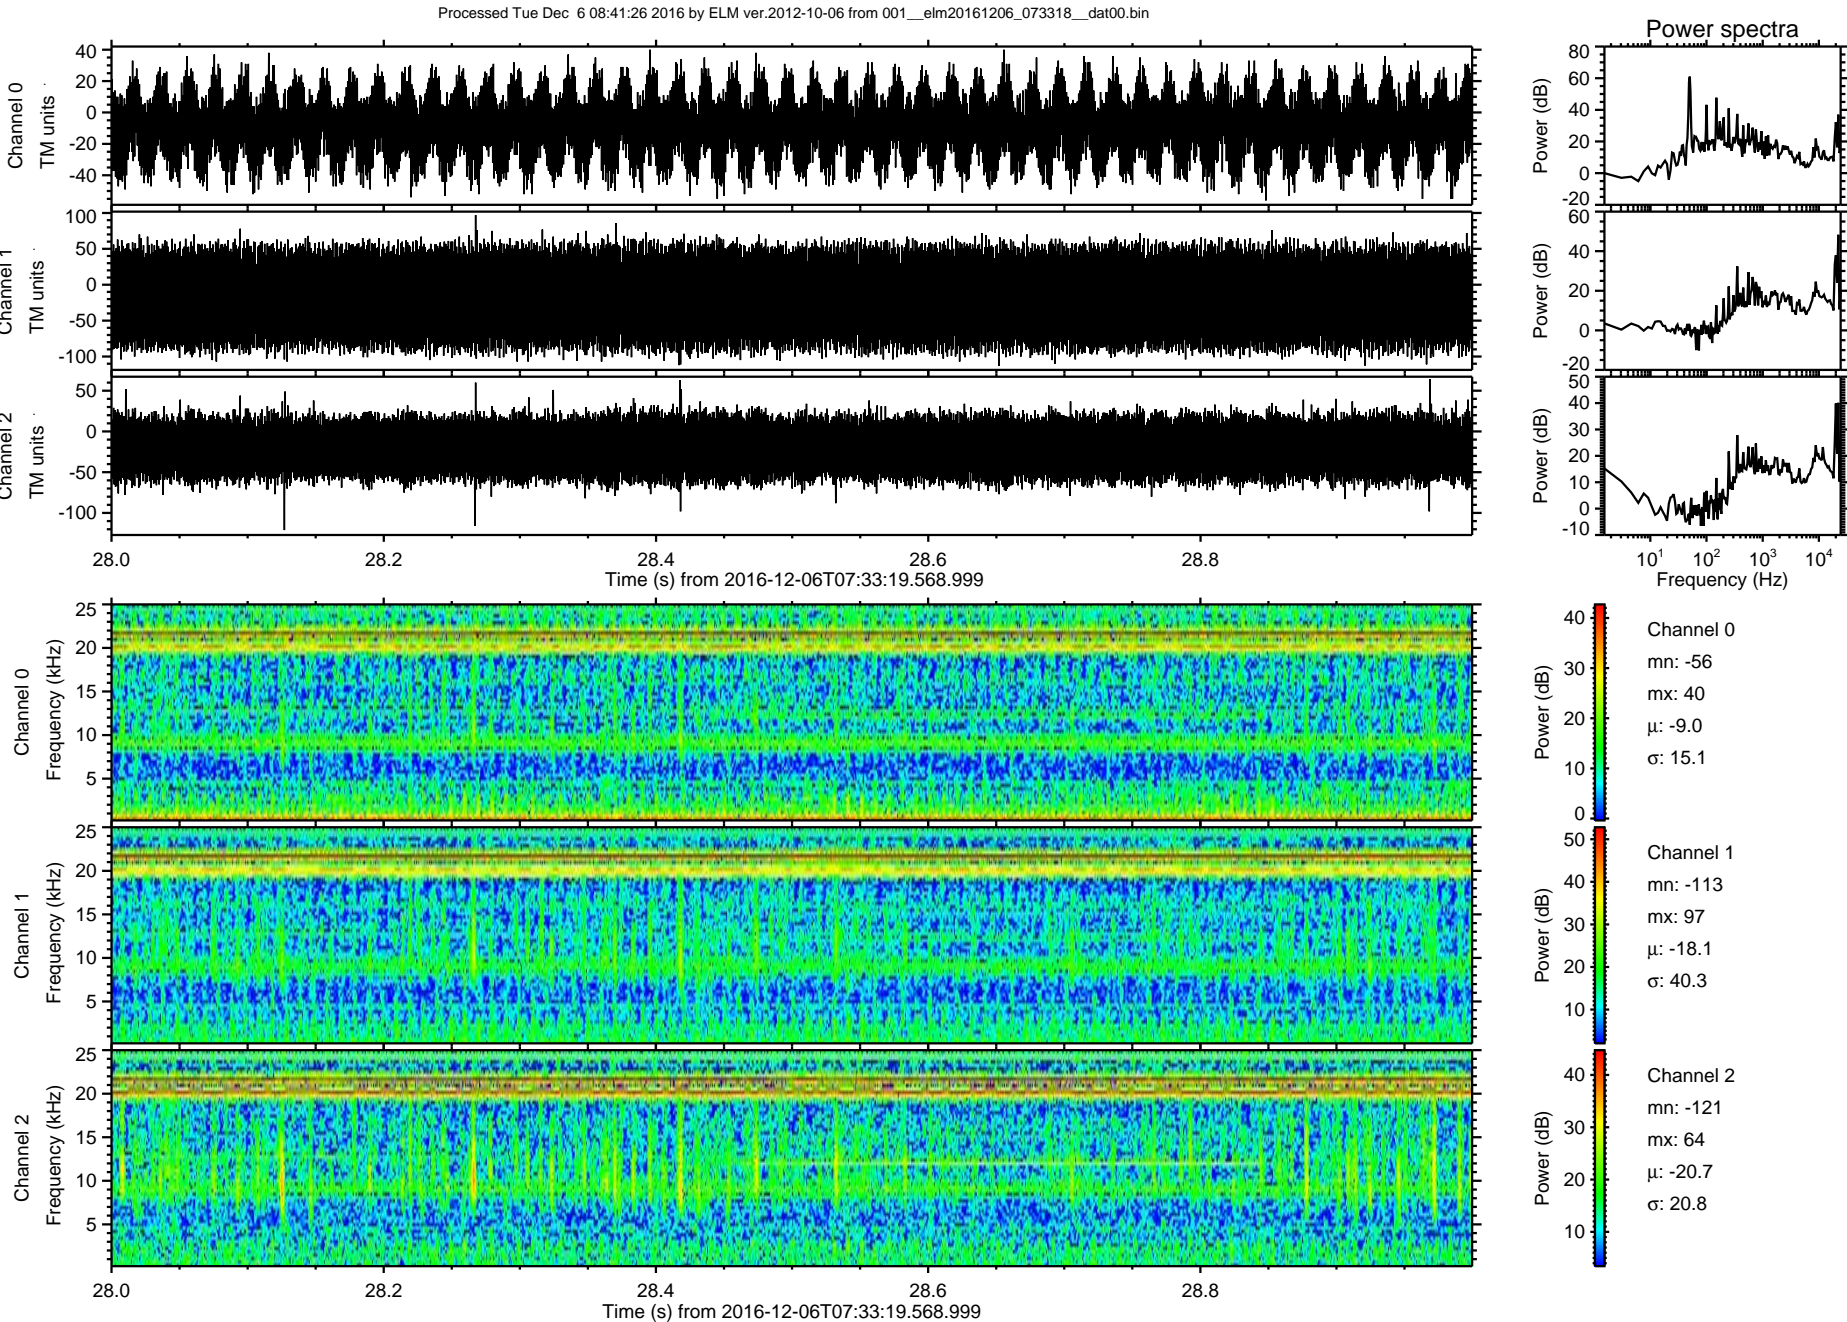 Processed Tue Dec  6 08:41:26 2016 by ELM ver.2012-10-06 from 001__elm20161206_073318__dat00.bin
Power spectra
Channel 0
TM units
40
20
0
-20
-40
Power (dB)
80
60
40
20
0
-20
Channel 1
TM units
100
50
0
-50
-100
Power (dB)
60
40
20
0
-20
Channel 2
TM units
50
0
-50
-100
Power (dB)
50
40
30
20
10
0
-10
28.0 28.2 28.4 28.6 28.8
Time (s) from 2016-12-06T07:33:19.568.999
10¹ 10² 10³ 10⁴
Frequency (Hz)
Channel 0
Frequency (kHz)
25
20
15
10
5
Power (dB)
40
30
20
10
0
Channel 0
mn: -56
mx: 40
μ: -9.0
σ: 15.1
Channel 1
Frequency (kHz)
25
20
15
10
5
Power (dB)
50
40
30
20
10
Channel 1
mn: -113
mx: 97
μ: -18.1
σ: 40.3
Channel 2
Frequency (kHz)
25
20
15
10
5
Power (dB)
40
30
20
10
Channel 2
mn: -121
mx: 64
μ: -20.7
σ: 20.8
28.0 28.2 28.4 28.6 28.8
Time (s) from 2016-12-06T07:33:19.568.999